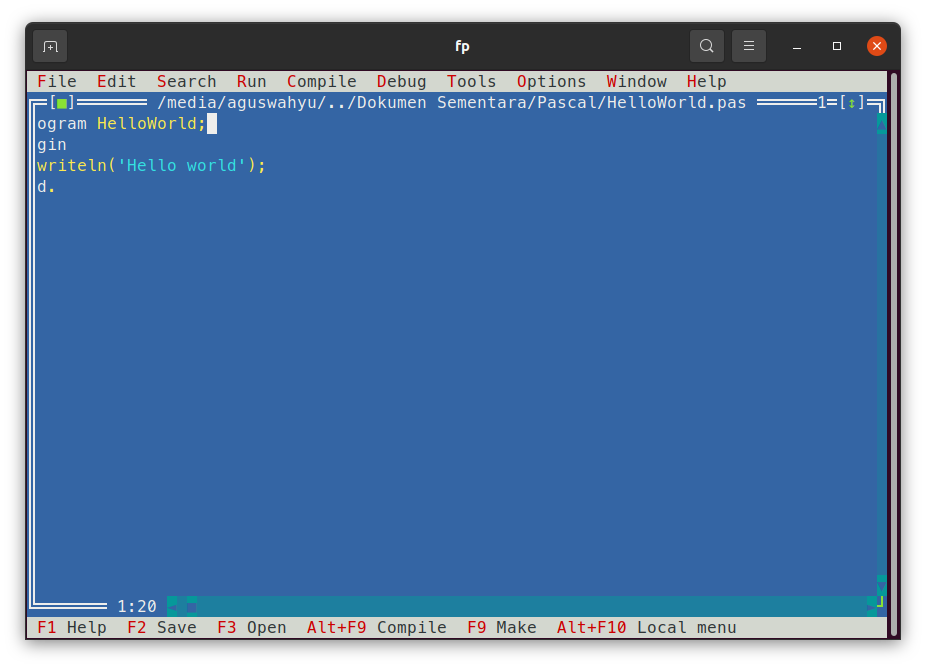 fp
File Edit Search Run Compile Debug Tools Options Window Help
[■] /media/aguswahyu/../Dokumen Sementara/Pascal/HelloWorld.pas 1=[↕]
ogram HelloWorld;
gin
writeln('Hello world');
d.
1:20
F1 Help F2 Save F3 Open Alt+F9 Compile F9 Make Alt+F10 Local menu